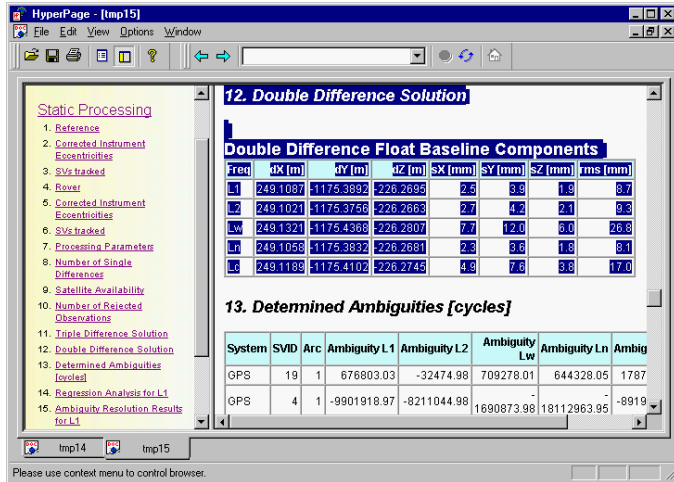 HyperPage - [tmp15]
File Edit View Options Window
Static Processing
1. Reference
2. Corrected Instrument
Eccentricities
3. SVs tracked
4. Rover
5. Corrected Instrument
Eccentricities
6. SVs tracked
7. Processing Parameters
8. Number of Single
Differences
9. Satellite Availability
10. Number of Rejected
Observations
11. Triple Difference Solution
12. Double Difference Solution
13. Determined Ambiguities
[cycles]
14. Regression Analysis for L1
15. Ambiguity Resolution Results
for L1
12. Double Difference Solution
Double Difference Float Baseline Components
Freq dX [m] dY [m] dZ [m] sX [mm] sY [mm] sZ [mm] rms [mm]
L1 249.1087 -1175.3892 -226.2695 2.5 3.9 1.9 8.7
L2 249.1021 -1175.3756 -226.2663 2.7 4.2 2.1 9.3
Lw 249.1321 -1175.4368 -226.2807 7.7 12.0 6.0 26.8
Ln 249.1058 -1175.3832 -226.2681 2.3 3.6 1.8 8.1
Lc 249.1189 -1175.4102 -226.2745 4.9 7.6 3.8 17.0
13. Determined Ambiguities [cycles]
System SVID Arc Ambiguity L1 Ambiguity L2 Ambiguity Lw Ambiguity Ln Ambig
GPS 19 1 676803.03 -32474.98 709278.01 644328.05 1787
GPS 4 1 -9901918.97 -8211044.98 -1690873.98 -18112963.95 -8919
tmp14 tmp15
Please use context menu to control browser.